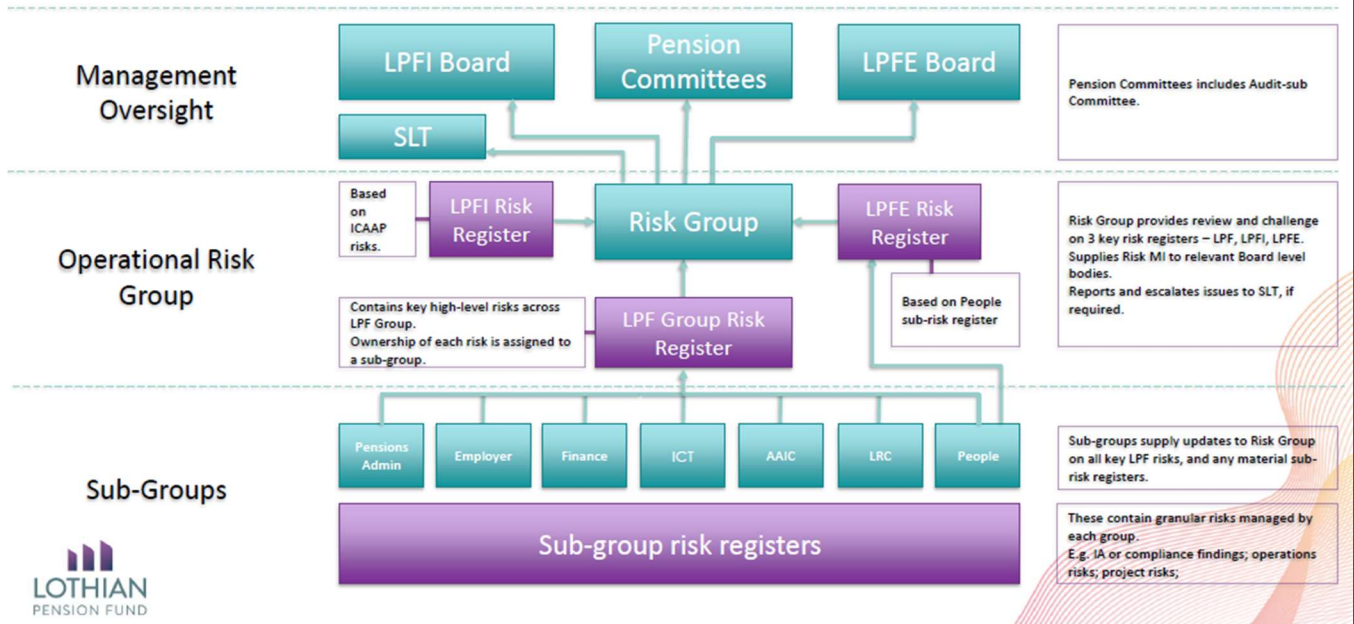 Management
Oversight
LPFI Board
Pension
Committees
LPFE Board
SLT
Pension Committees includes Audit-sub
Committee.
Operational Risk
Group
Based
on
ICAAP
risks.
LPFI Risk
Register
Risk Group
LPFE Risk
Register
Risk Group provides review and challenge
on 3 key risk registers – LPF, LPFI, LPFE.
Supplies Risk MI to relevant Board level
bodies.
Reports and escalates issues to SLT, if
required.
Contains key high-level risks across
LPF Group.
Ownership of each risk is assigned to
a sub-group.
LPF Group Risk
Register
Based on People
sub-risk register
Sub-Groups
Pensions
Admin
Employer
Finance
ICT
AAIC
LRC
People
Sub-groups supply updates to Risk Group
on all key LPF risks, and any material sub-
risk registers.
Sub-group risk registers
These contain granular risks managed by
each group.
E.g. IA or compliance findings; operations
risks; project risks;
LOTHIAN
PENSION FUND